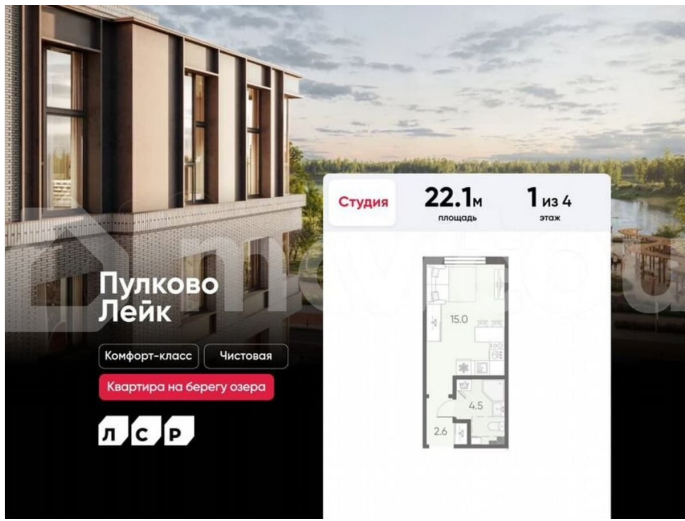 Студия
22.1м
площадь
1 из 4
этаж
Пулково
Лейк
Комфорт-класс
Чистовая
Квартира на берегу озера
ЛСР
15.0
4.5
2.6